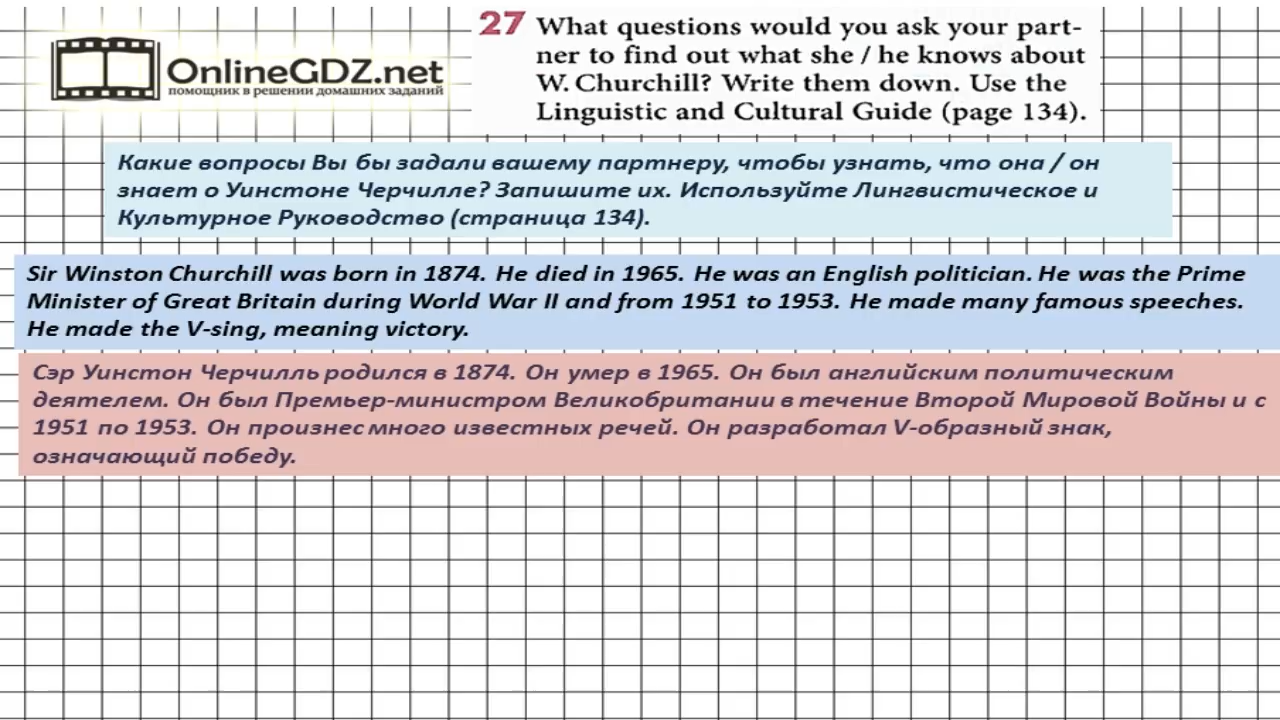 27 What questions would you ask your part-
ner to find out what she / he knows about
W. Churchill? Write them down. Use the
Linguistic and Cultural Guide (page 134).
OnlineGDZ.net
помощник в решении домашних заданий
Какие вопросы Вы бы задали вашему партнеру, чтобы узнать, что она / он
знает о Уинстоне Черчилле? Запишите их. Используйте Лингвистическое и
Культурное Руководство (страница 134).
Sir Winston Churchill was born in 1874. He died in 1965. He was an English politician. He was the Prime
Minister of Great Britain during World War II and from 1951 to 1953. He made many famous speeches.
He made the V-sing, meaning victory.
Сэр Уинстон Черчилль родился в 1874. Он умер в 1965. Он был английским политическим
деятелем. Он был Премьер-министром Великобритании в течение Второй Мировой Войны и с
1951 по 1953. Он произнес много известных речей. Он разработал V-образный знак,
означающий победу.